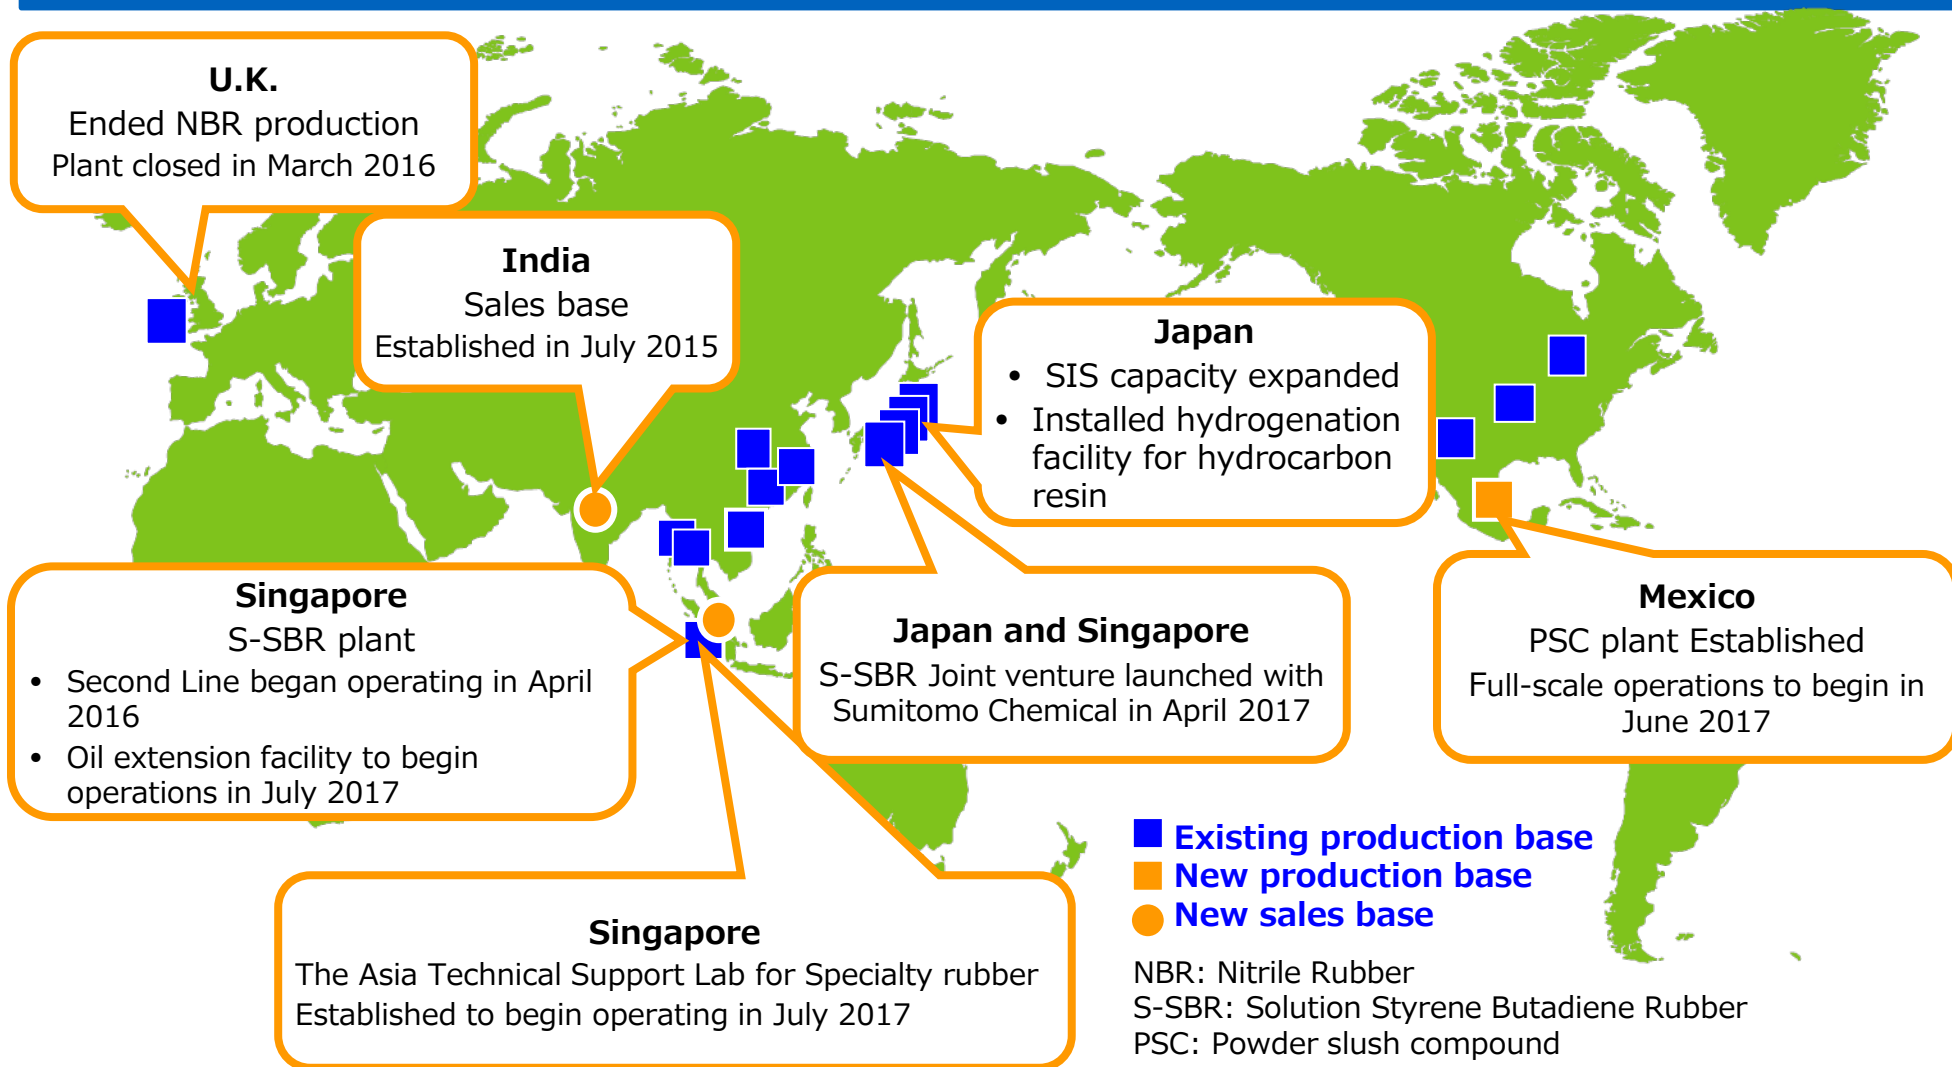 U.K.
Ended NBR production
Plant closed in March 2016
India
Sales base
Established in July 2015
Japan
• SIS capacity expanded
• Installed hydrogenation
facility for hydrocarbon
resin
Singapore
S-SBR plant
• Second Line began operating in April
2016
• Oil extension facility to begin
operations in July 2017
Japan and Singapore
S-SBR Joint venture launched with
Sumitomo Chemical in April 2017
Mexico
PSC plant Established
Full-scale operations to begin in
June 2017
Singapore
The Asia Technical Support Lab for Specialty rubber
Established to begin operating in July 2017
Existing production base
New production base
New sales base
NBR: Nitrile Rubber
S-SBR: Solution Styrene Butadiene Rubber
PSC: Powder slush compound